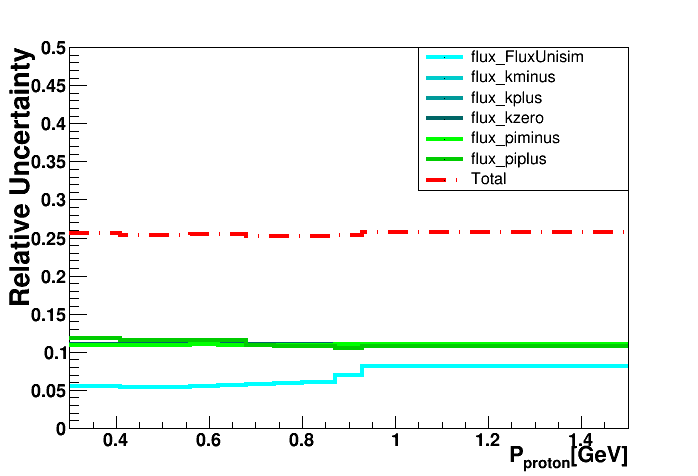 Relative Uncertainty
0.5
0.45
0.4
0.35
0.3
0.25
0.2
0.15
0.1
0.05
0
flux_FluxUnisim
flux_kminus
flux_kplus
flux_kzero
flux_piminus
flux_piplus
Total
0.4 0.6 0.8 1 1.2 1.4
P_proton[GeV]